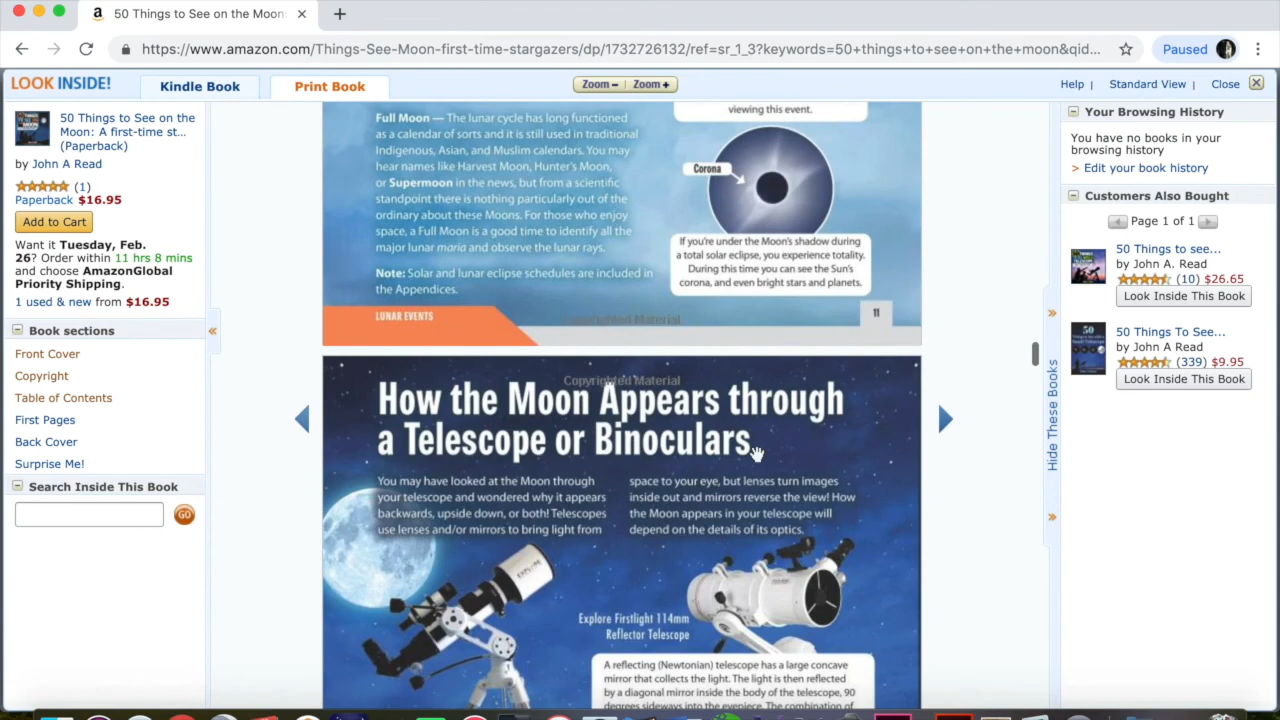 50 Things to See on the Moon:
https://www.amazon.com/Things-See-Moon-first-time-stargazers/dp/1732726132/ref=sr_1_3?keywords=50+things+to+see+on+the+moon&qid...
Paused
LOOK INSIDE!
Kindle Book
Print Book
Zoom −
Zoom +
Help |
Standard View |
Close
50 Things to See on the
Moon: A first-time st...
(Paperback)
by John A Read
(1)
Paperback $16.95
Add to Cart
Want it Tuesday, Feb.
26? Order within 11 hrs 8 mins
and choose AmazonGlobal
Priority Shipping.
1 used & new from $16.95
Book sections
Front Cover
Copyright
Table of Contents
First Pages
Back Cover
Surprise Me!
Search Inside This Book
GO
Full Moon — The lunar cycle has long functioned
as a calendar of sorts and it is still used in traditional
Indigenous, Asian, and Muslim calendars. You may
hear names like Harvest Moon, Hunter's Moon,
or Supermoon in the news, but from a scientific
standpoint there is nothing particularly out of the
ordinary about these Moons. For those who enjoy
space, a Full Moon is a good time to identify all the
major lunar maria and observe the lunar rays.
Note: Solar and lunar eclipse schedules are included in
the Appendices.
viewing this event.
Corona
If you're under the Moon's shadow during
a total solar eclipse, you experience totality.
During this time you can see the Sun's
corona, and even bright stars and planets.
LUNAR EVENTS
Copyrighted Material
11
Copyrighted Material
How the Moon Appears through
a Telescope or Binoculars
You may have looked at the Moon through
your telescope and wondered why it appears
backwards, upside down, or both! Telescopes
use lenses and/or mirrors to bring light from
space to your eye, but lenses turn images
inside out and mirrors reverse the view! How
the Moon appears in your telescope will
depend on the details of its optics.
Explore Firstlight 114mm
Reflector Telescope
A reflecting (Newtonian) telescope has a large concave
mirror that collects the light. The light is then reflected
by a diagonal mirror inside the body of the telescope, 90
degrees sideways into the eyepiece. The combination of
Hide These Books
Your Browsing History
You have no books in your
browsing history
> Edit your book history
Customers Also Bought
Page 1 of 1
50 Things to see...
by John A. Read
(10) $26.65
Look Inside This Book
50 Things To See...
by John A Read
(339) $9.95
Look Inside This Book